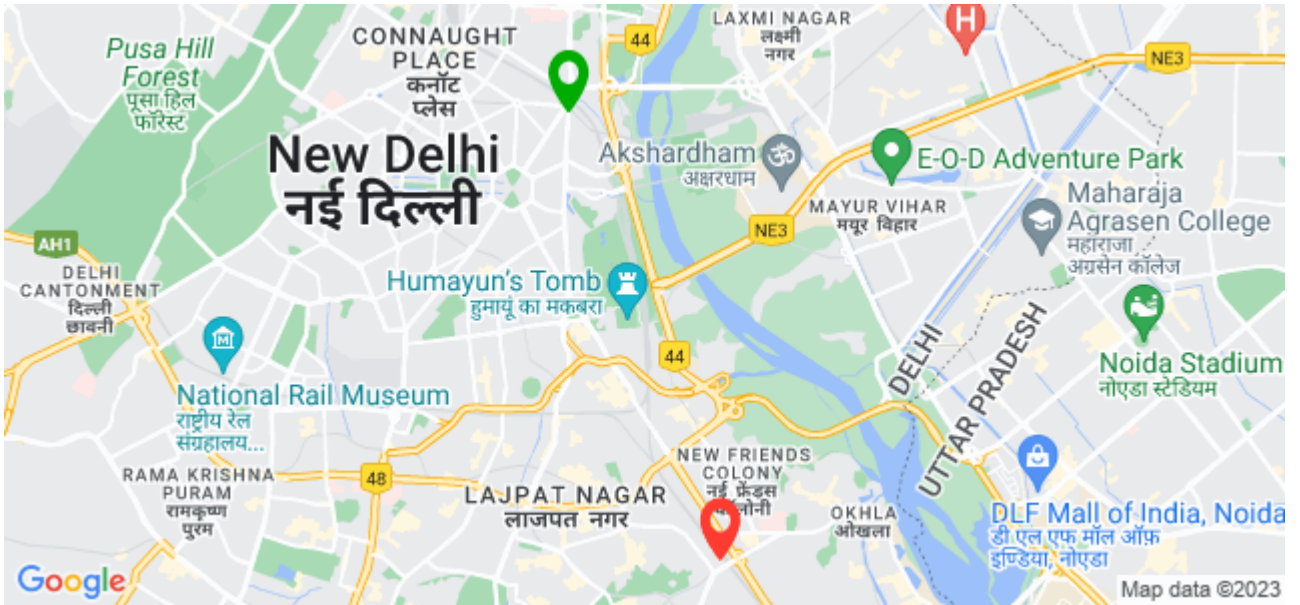 CONNAUGHT
PLACE
कनॉट
प्लेस
Pusa Hill
Forest
पूसा हिल
फॉरेस्ट
44
LAXMI NAGAR
लक्ष्मी
नगर
H
NE3
New Delhi
नई दिल्ली
Akshardham
अक्षरधाम
E-O-D Adventure Park
MAYUR VIHAR
मयूर विहार
Maharaja
Agrasen College
महाराजा
अग्रसेन कॉलेज
NE3
AH1
DELHI
CANTONMENT
दिल्ली
छावनी
Humayun's Tomb
हुमायूं का मकबरा
M
National Rail Museum
राष्ट्रीय रेल
संग्रहालय...
44
DELHI
UTTAR PRADESH
Noida Stadium
नोएडा स्टेडियम
RAMA KRISHNA
PURAM
रामकृष्ण
पुरम
48
LAJPAT NAGAR
लाजपत नगर
NEW FRIENDS
COLONY
नई फ्रेंड्स
OKHLA
ओखला
DLF Mall of India, Noida
डी एल एफ मॉल ऑफ़
इण्डिया, नोएडा
Google
Map data ©2023